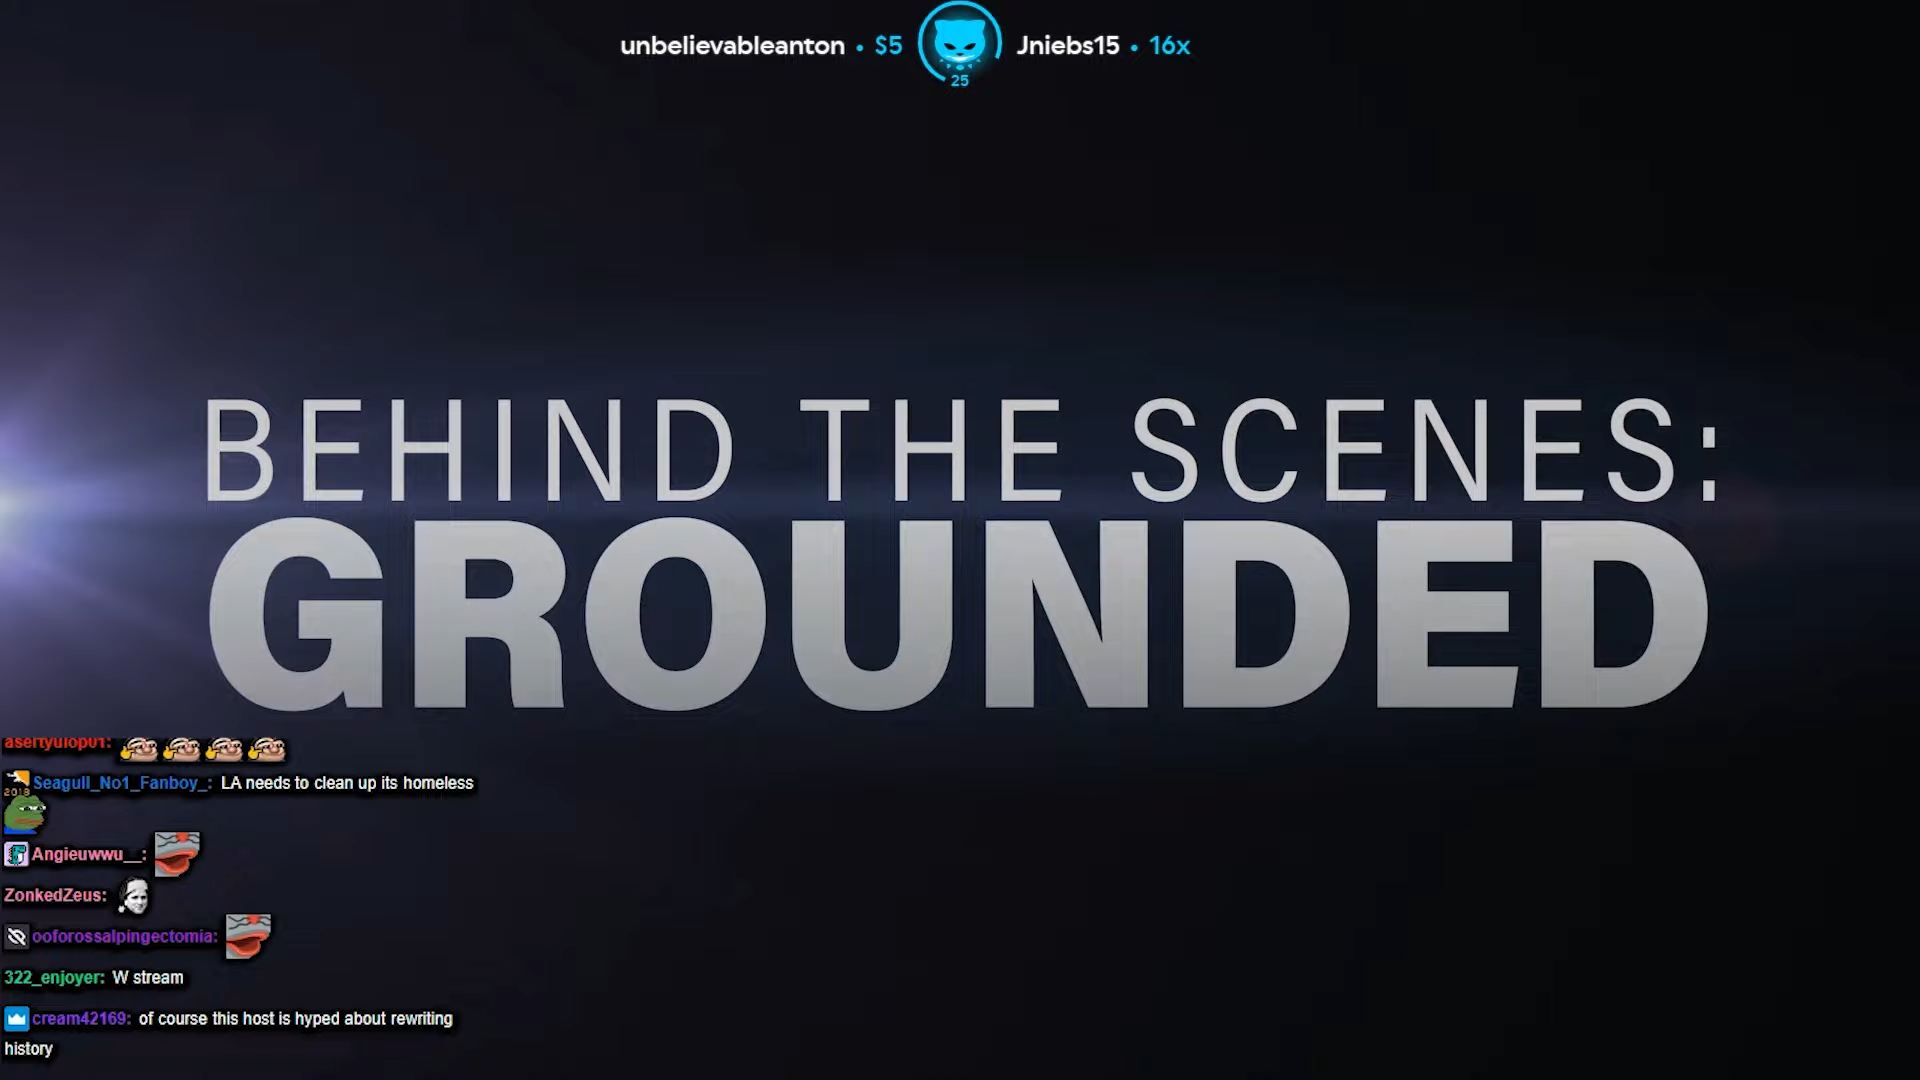 unbelievableanton • $5 Jniebs15 • 16x
25
BEHIND THE SCENES:
GROUNDED
asertyuiop01:
Seagull_No1_Fanboy_: LA needs to clean up its homeless
2018
Angieuwwu__:
ZonkedZeus:
ooforossalpingectomia:
322_enjoyer: W stream
cream42169: of course this host is hyped about rewriting
history